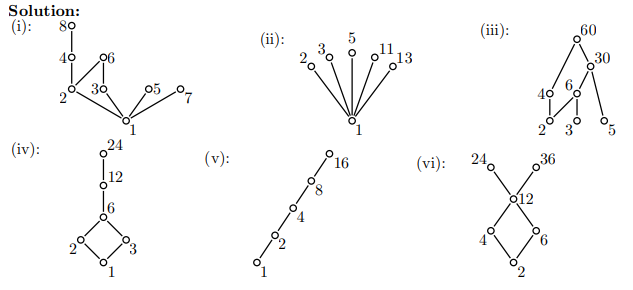 Solution:
(i): 8 4 6 2 3 5 7 1
(ii): 2 3 5 11 13 1
(iii): 60 30 4 6 2 3 5
(iv): 24 12 6 2 3 1
(v): 16 8 4 2 1
(vi): 24 36 12 4 6 2